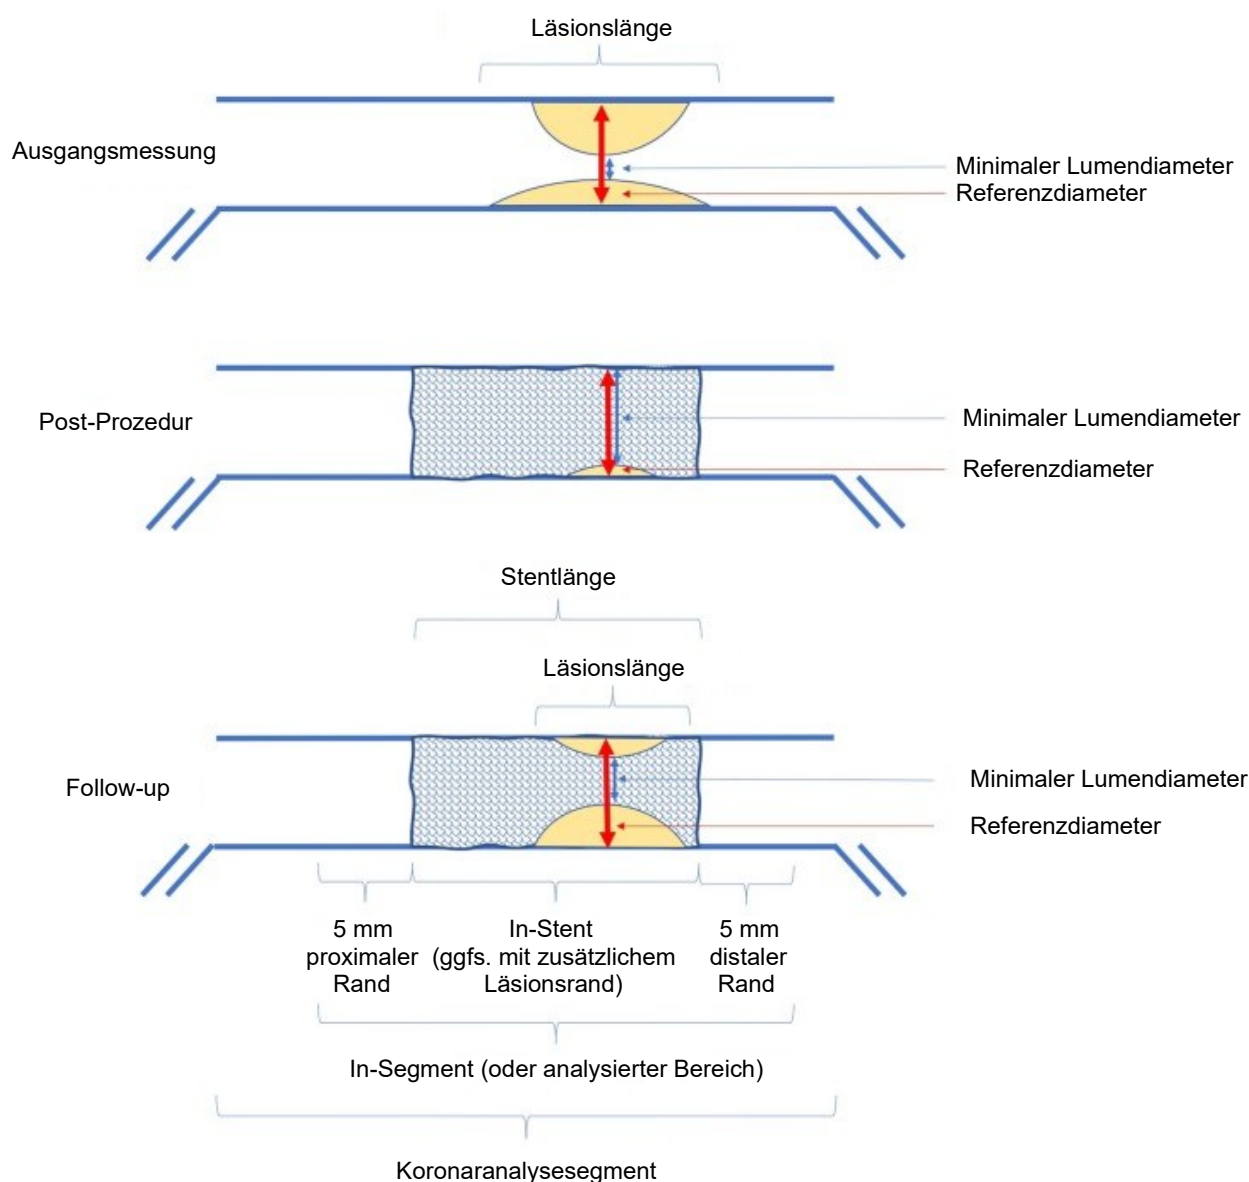 Läsionslänge
Ausgangsmessung
Minimaler Lumendiameter
Referenzdiameter
Post-Prozedur
Minimaler Lumendiameter
Referenzdiameter
Stentlänge
Läsionslänge
Follow-up
Minimaler Lumendiameter
Referenzdiameter
5 mm
proximaler
Rand
In-Stent
(ggfs. mit zusätzlichem
Läsionsrand)
5 mm
distaler
Rand
In-Segment (oder analysierter Bereich)
Koronaranalysesegment